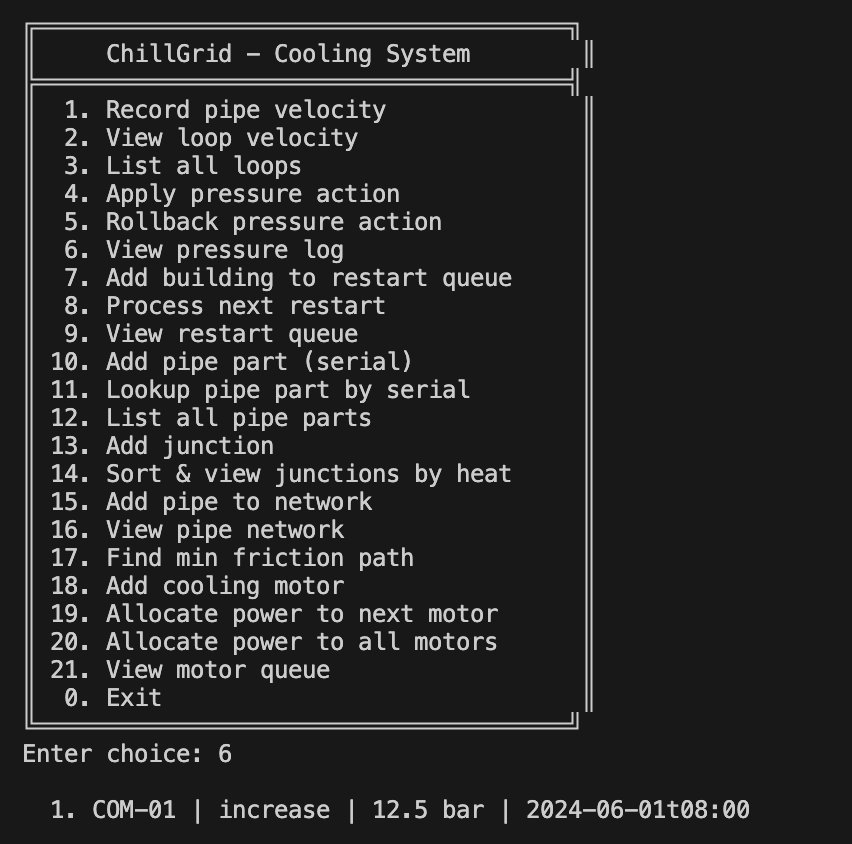 ChillGrid - Cooling System
1. Record pipe velocity
2. View loop velocity
3. List all loops
4. Apply pressure action
5. Rollback pressure action
6. View pressure log
7. Add building to restart queue
8. Process next restart
9. View restart queue
10. Add pipe part (serial)
11. Lookup pipe part by serial
12. List all pipe parts
13. Add junction
14. Sort & view junctions by heat
15. Add pipe to network
16. View pipe network
17. Find min friction path
18. Add cooling motor
19. Allocate power to next motor
20. Allocate power to all motors
21. View motor queue
0. Exit
Enter choice: 6
1. COM-01 | increase | 12.5 bar | 2024-06-01t08:00